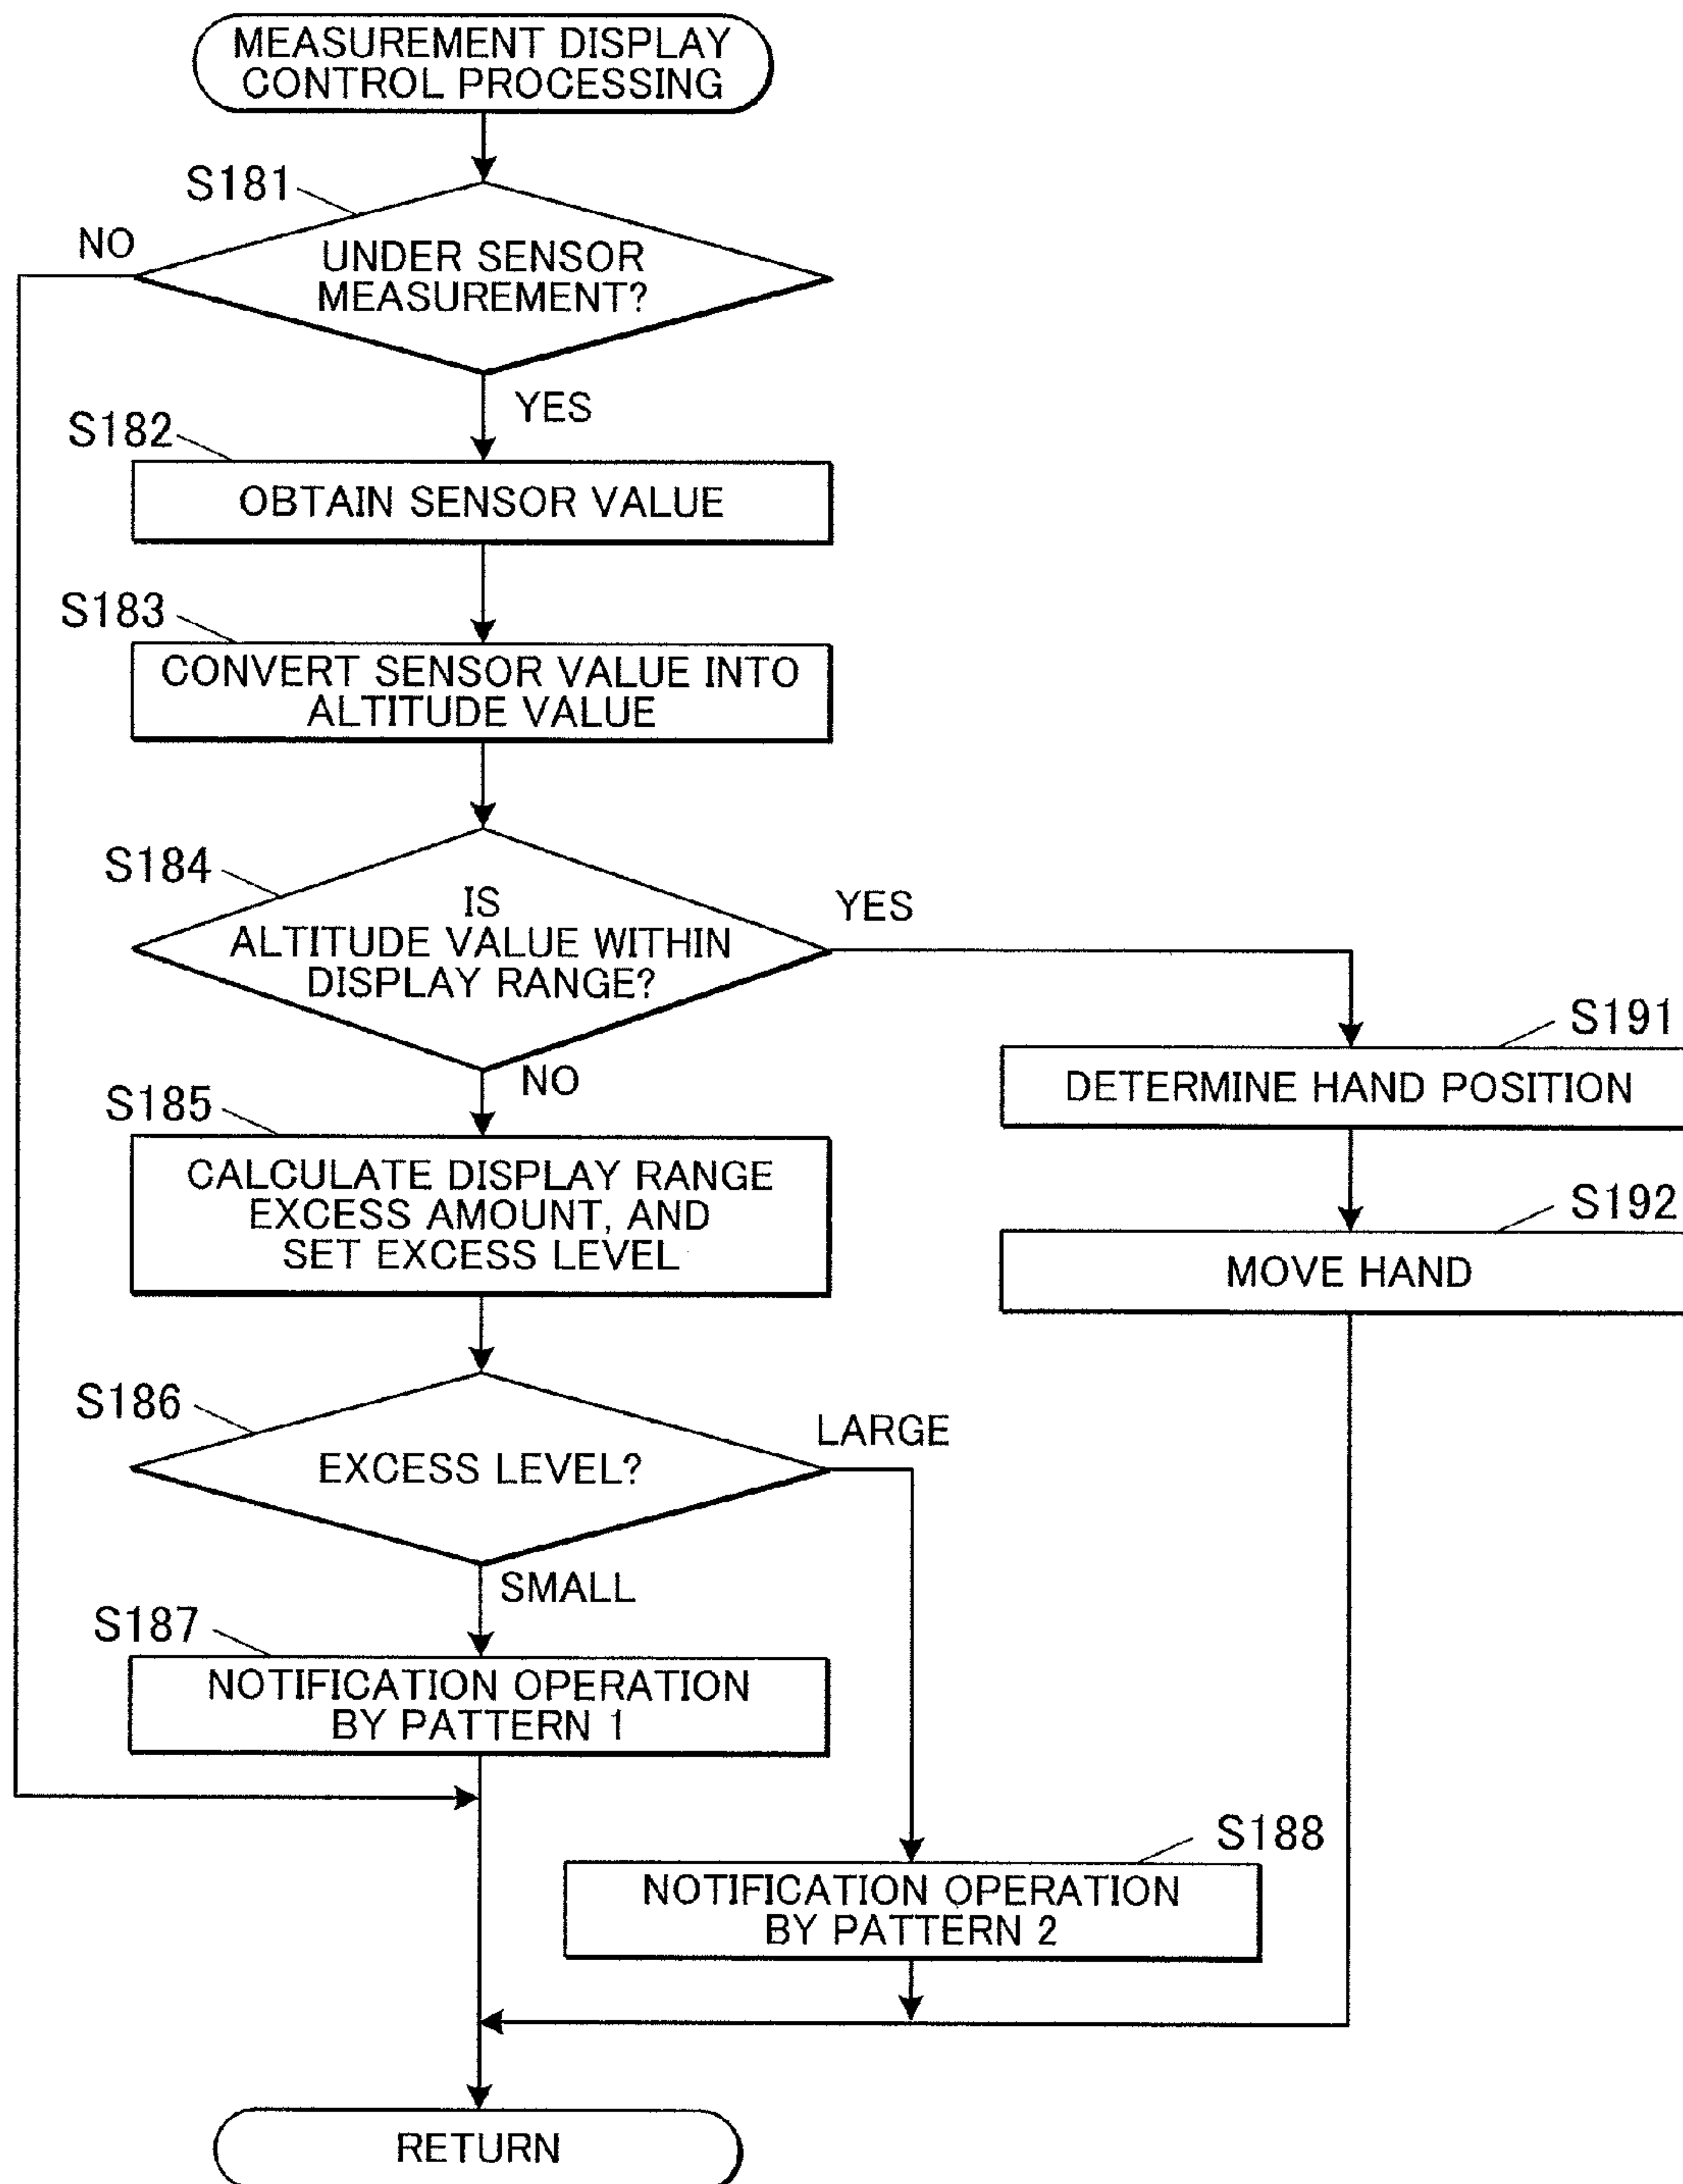 MEASUREMENT DISPLAY
CONTROL PROCESSING
S181
NO
UNDER SENSOR
MEASUREMENT?
YES
S182
OBTAIN SENSOR VALUE
S183
CONVERT SENSOR VALUE INTO
ALTITUDE VALUE
S184
IS
ALTITUDE VALUE WITHIN
DISPLAY RANGE?
YES
NO
S191
DETERMINE HAND POSITION
S192
MOVE HAND
S185
CALCULATE DISPLAY RANGE
EXCESS AMOUNT, AND
SET EXCESS LEVEL
S186
EXCESS LEVEL?
LARGE
SMALL
S187
NOTIFICATION OPERATION
BY PATTERN 1
S188
NOTIFICATION OPERATION
BY PATTERN 2
RETURN